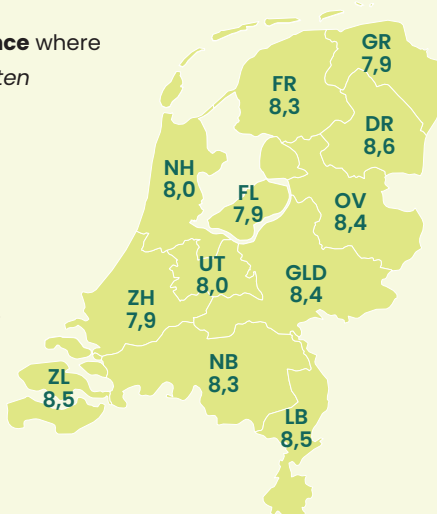 nce where
ten
GR
7,9
FR
8,3
DR
8,6
NH
8,0
FL
7,9
OV
8,4
UT
8,0
GLD
8,4
ZH
7,9
NB
8,3
ZL
8,5
LB
8,5